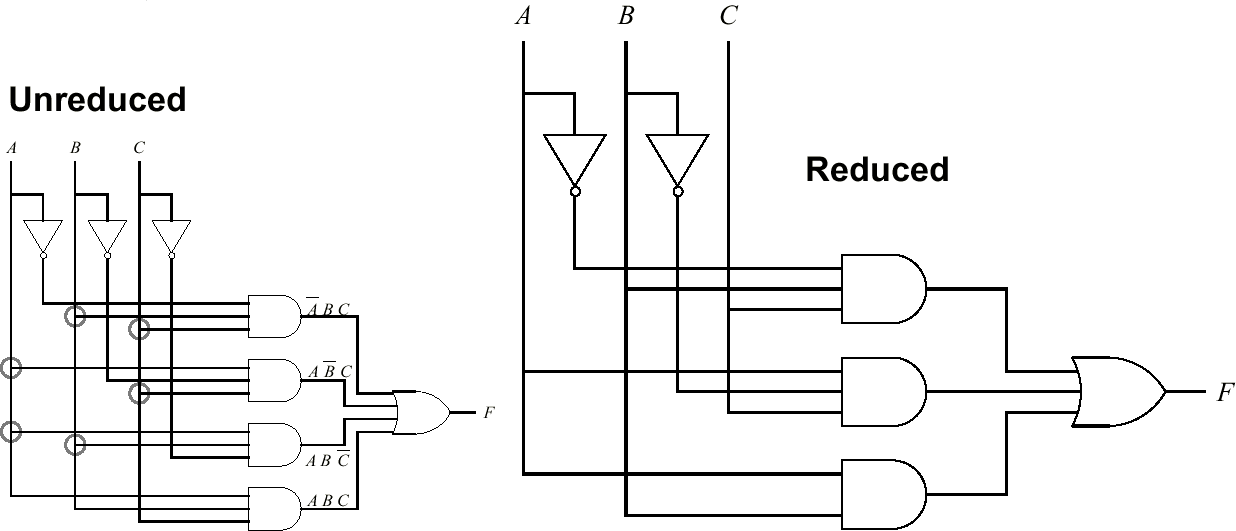 A B C
Unreduced
A B C
Reduced
A̅ B C
A B̅ C
F
F
A B C̅
A B C